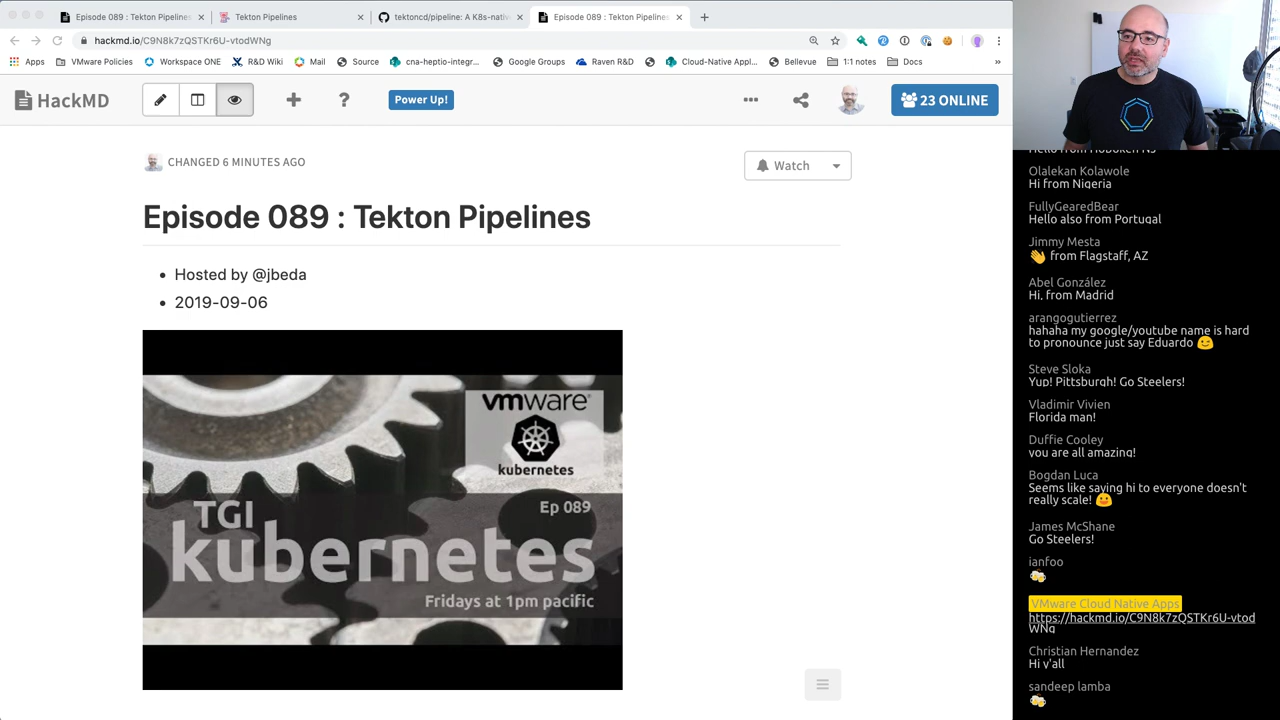 Episode 089 : Tekton Pipelines
Tekton Pipelines
tektoncd/pipeline: A K8s-nativ
Episode 089 : Tekton Pipelines
hackmd.io/C9N8k7zQSTKr6U-vtodWNg
Apps
VMware Policies
Workspace ONE
R&D Wiki
Mail
Source
cna-heptio-integr...
Google Groups
Raven R&D
Cloud-Native Appl...
Bellevue
1:1 notes
Docs
»
HackMD
Power Up!
23 ONLINE
CHANGED 6 MINUTES AGO
Watch
Episode 089 : Tekton Pipelines
Hosted by @jbeda
2019-09-06
vmware®
kubernetes
Ep 089
TGI
kubernetes
Fridays at 1pm pacific
Hello from Hoboken NJ
Olalekan Kolawole
Hi from Nigeria
FullyGearedBear
Hello also from Portugal
Jimmy Mesta
👋 from Flagstaff, AZ
Abel González
Hi, from Madrid
arangogutierrez
hahaha my google/youtube name is hard
to pronounce just say Eduardo 😉
Steve Sloka
Yup! Pittsburgh! Go Steelers!
Vladimir Vivien
Florida man!
Duffie Cooley
you are all amazing!
Bogdan Luca
Seems like saying hi to everyone doesn't
really scale! 😛
James McShane
Go Steelers!
ianfoo
🍻
VMware Cloud Native Apps
https://hackmd.io/C9N8k7zQSTKr6U-vtod
WNg
Christian Hernandez
Hi y'all
sandeep lamba
🍻